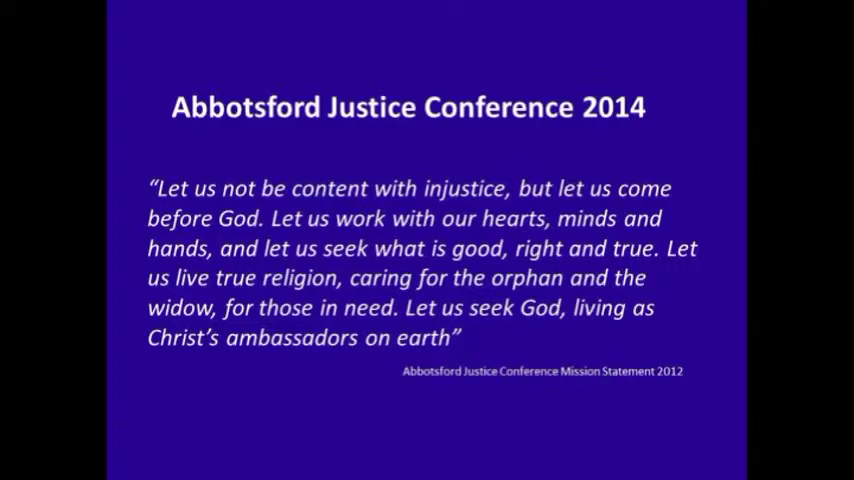 Abbotsford Justice Conference 2014
“Let us not be content with injustice, but let us come
before God. Let us work with our hearts, minds and
hands, and let us seek what is good, right and true. Let
us live true religion, caring for the orphan and the
widow, for those in need. Let us seek God, living as
Christ’s ambassadors on earth”
Abbotsford Justice Conference Mission Statement 2012